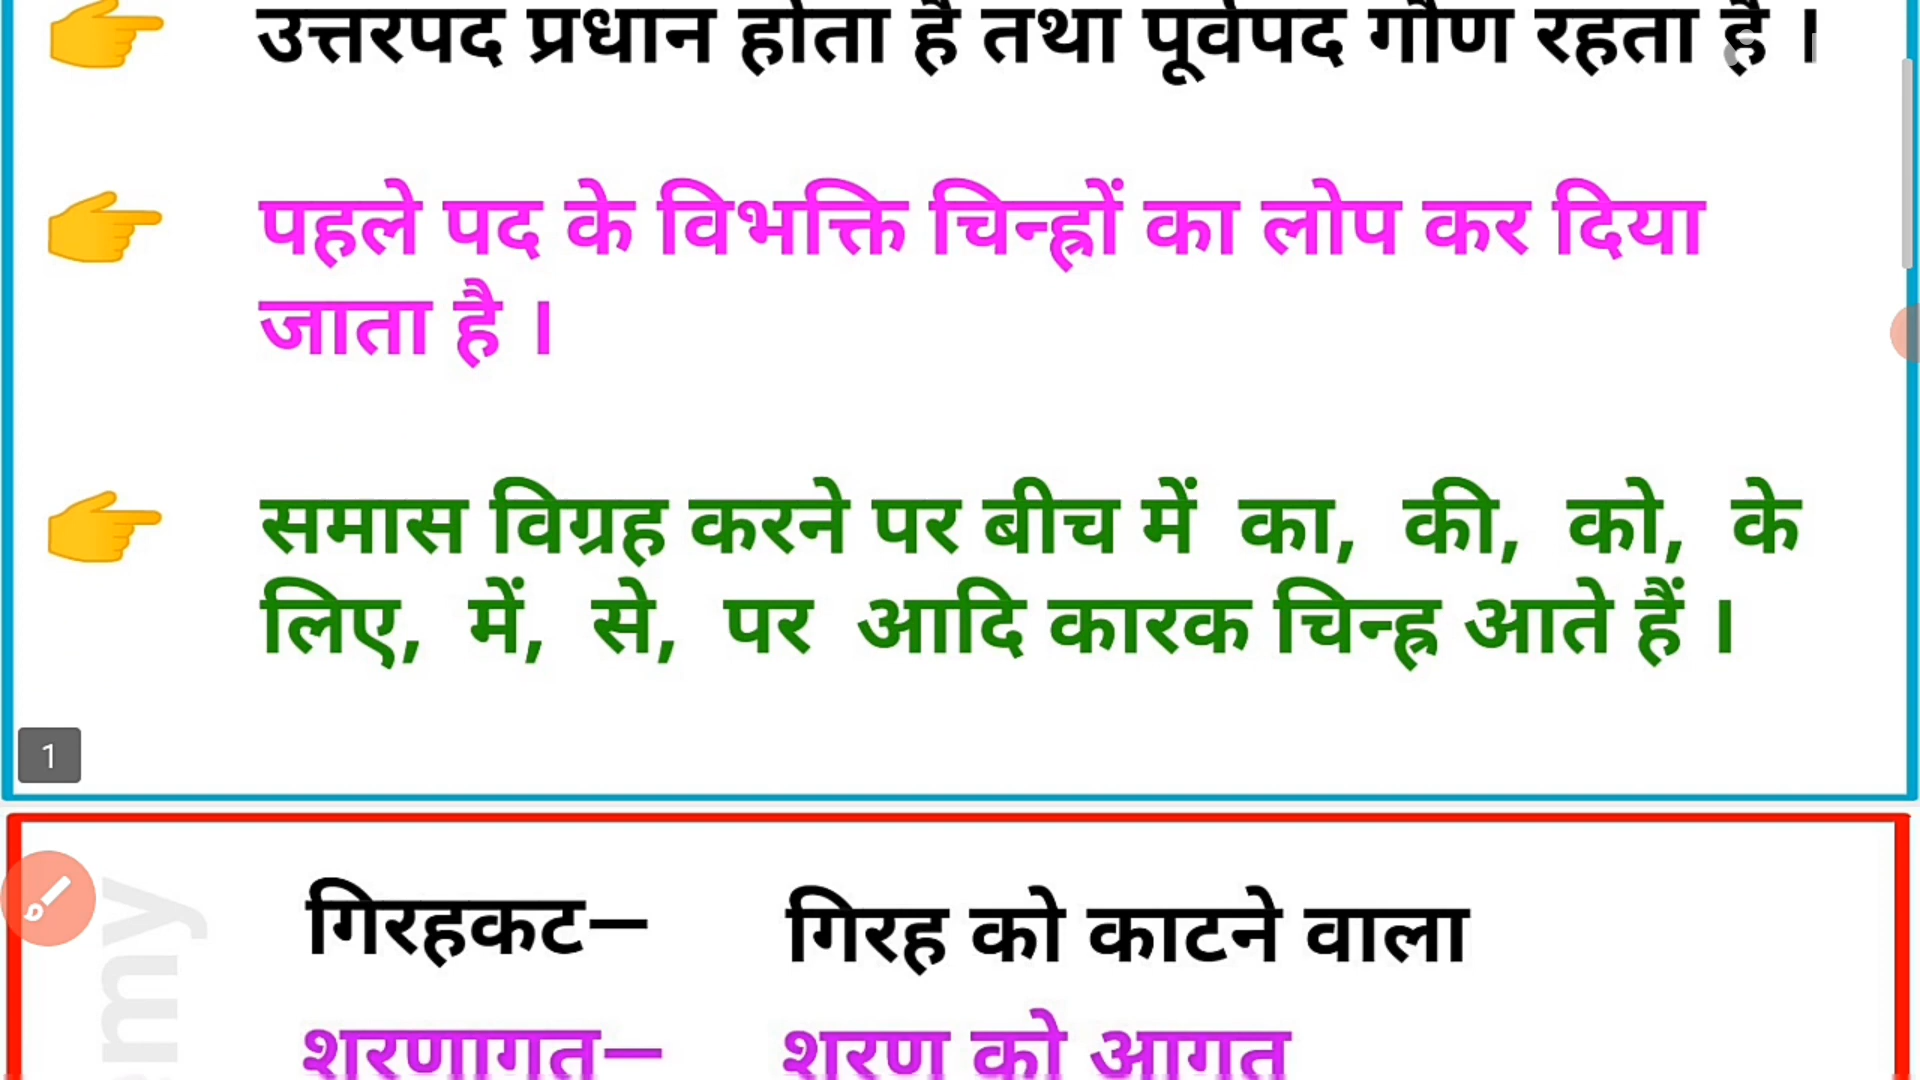 उत्तरपद प्रधान होता है तथा पूर्वपद गौण रहता है ।
पहले पद के विभक्ति चिन्ह्रों का लोप कर दिया
जाता है ।
समास विग्रह करने पर बीच में का, की, को, के
लिए, में, से, पर आदि कारक चिन्ह्र आते हैं ।
1
गिरहकट– गिरह को काटने वाला
शरणागत– शरण को आगत
emy